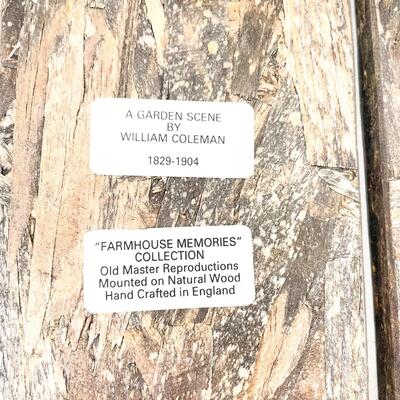 A GARDEN SCENE
BY
WILLIAM COLEMAN
1829-1904
"FARMHOUSE MEMORIES"
COLLECTION
Old Master Reproductions
Mounted on Natural Wood
Hand Crafted in England